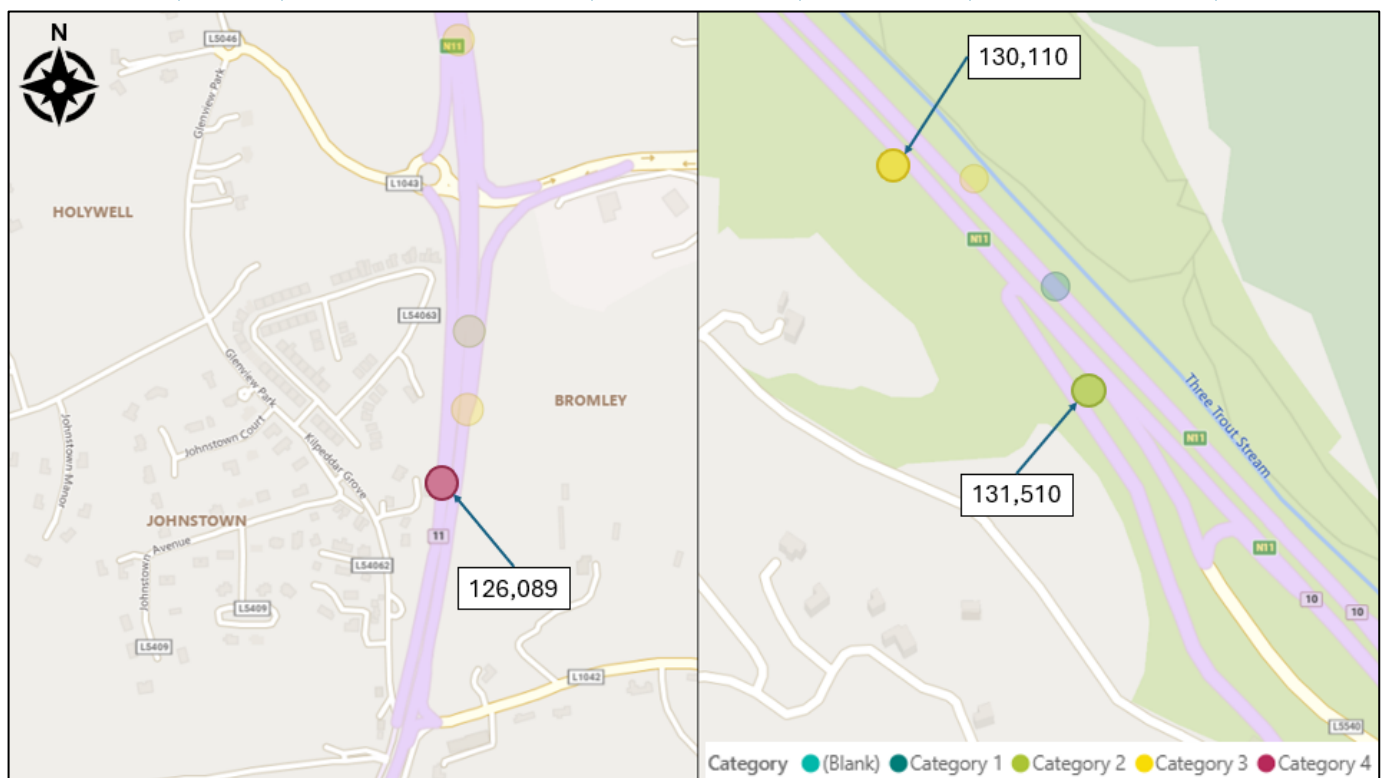 N
L5046
N11
Glenview Park
L1043
HOLYWELL
L54063
Glenview Park
BROMLEY
Johnstown Court
Johnstown Manor
Kilpeddar Grove
JOHNSTOWN
11
Johnstown Avenue
L54062
126,089
L5409
L5409
L1042
130,110
N11
Three Trout Stream
N11
131,510
N11
10
10
L5540
Category (Blank) Category 1 Category 2 Category 3 Category 4